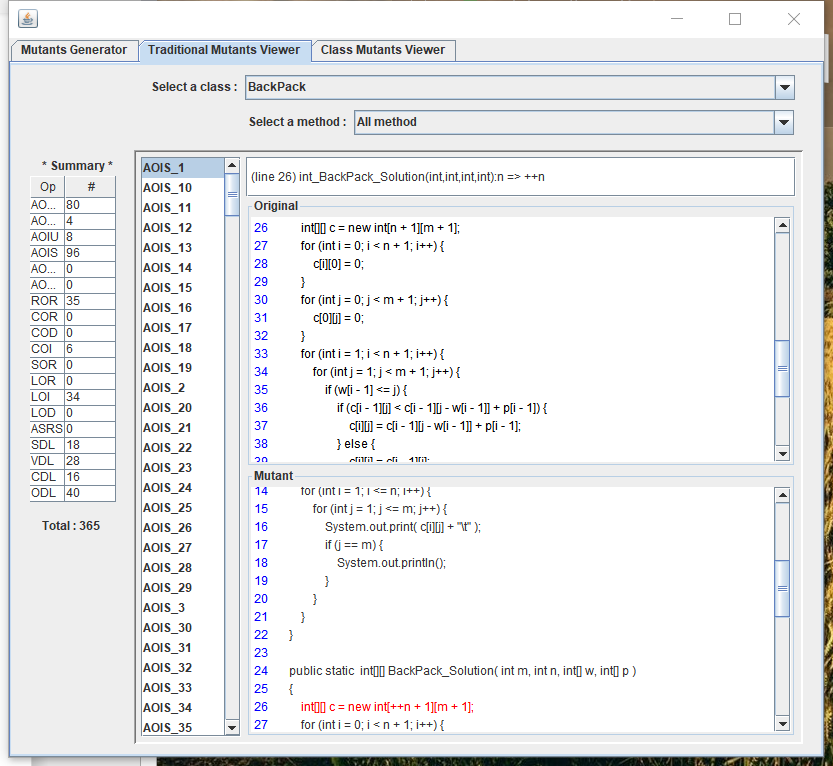 Mutants Generator
Traditional Mutants Viewer
Class Mutants Viewer
Select a class : BackPack
Select a method : All method
* Summary *
Op #
AO... 80
AO... 4
AOIU 8
AOIS 96
AO... 0
AO... 0
ROR 35
COR 0
COD 0
COI 6
SOR 0
LOR 0
LOI 34
LOD 0
ASRS 0
SDL 18
VDL 28
CDL 16
ODL 40
Total : 365
AOIS_1
AOIS_10
AOIS_11
AOIS_12
AOIS_13
AOIS_14
AOIS_15
AOIS_16
AOIS_17
AOIS_18
AOIS_19
AOIS_2
AOIS_20
AOIS_21
AOIS_22
AOIS_23
AOIS_24
AOIS_25
AOIS_26
AOIS_27
AOIS_28
AOIS_29
AOIS_3
AOIS_30
AOIS_31
AOIS_32
AOIS_33
AOIS_34
AOIS_35
(line 26) int_BackPack_Solution(int,int,int,int):n => ++n
Original
26 int[][] c = new int[n + 1][m + 1];
27 for (int i = 0; i < n + 1; i++) {
28 c[i][0] = 0;
29 }
30 for (int j = 0; j < m + 1; j++) {
31 c[0][j] = 0;
32 }
33 for (int i = 1; i < n + 1; i++) {
34 for (int j = 1; j < m + 1; j++) {
35 if (w[i - 1] <= j) {
36 if (c[i - 1][j] < c[i - 1][j - w[i - 1]] + p[i - 1]) {
37 c[i][j] = c[i - 1][j - w[i - 1]] + p[i - 1];
38 } else {
39 c[i][j] = c[i - 1][j];
Mutant
14 for (int i = 1; i <= n; i++) {
15 for (int j = 1; j <= m; j++) {
16 System.out.print( c[i][j] + "\t" );
17 if (j == m) {
18 System.out.println();
19 }
20 }
21 }
22 }
23
24 public static int[][] BackPack_Solution( int m, int n, int[] w, int[] p )
25 {
26 int[][] c = new int[++n + 1][m + 1];
27 for (int i = 0; i < n + 1; i++) {